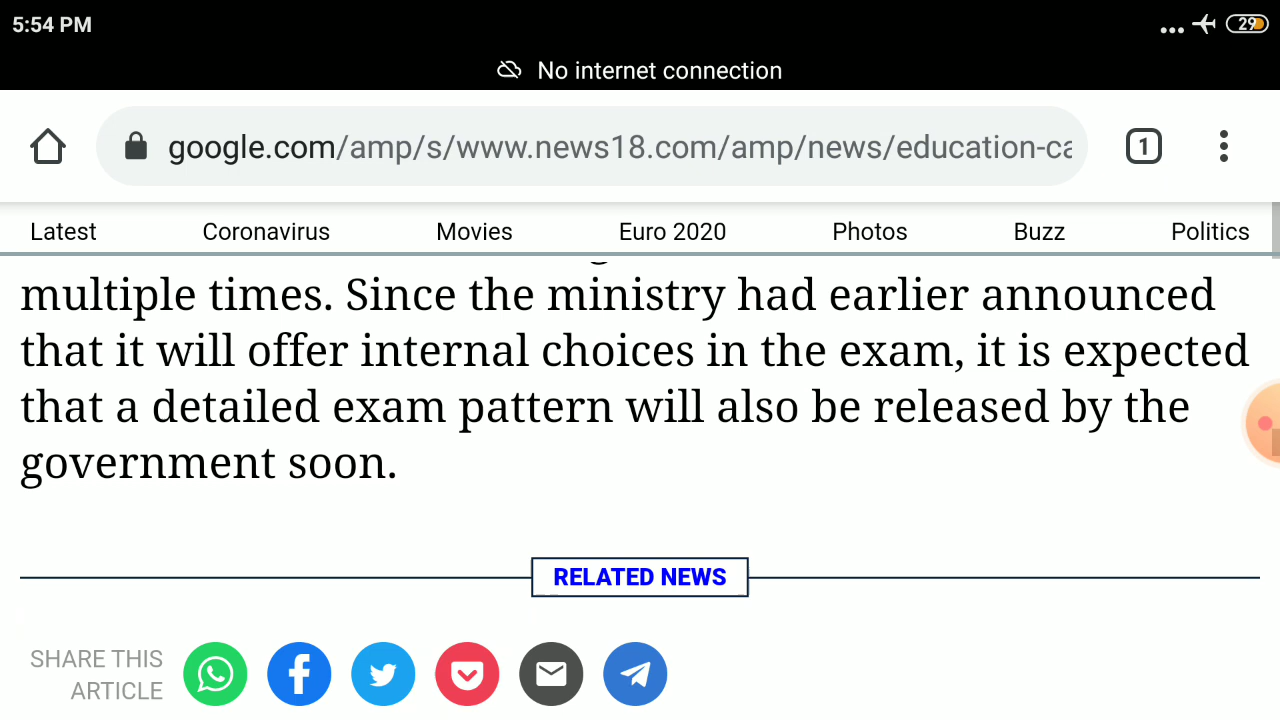 5:54 PM
29
No internet connection
google.com/amp/s/www.news18.com/amp/news/education-ca
1
Latest Coronavirus Movies Euro 2020 Photos Buzz Politics
multiple times. Since the ministry had earlier announced
that it will offer internal choices in the exam, it is expected
that a detailed exam pattern will also be released by the
government soon.
RELATED NEWS
SHARE THIS
ARTICLE